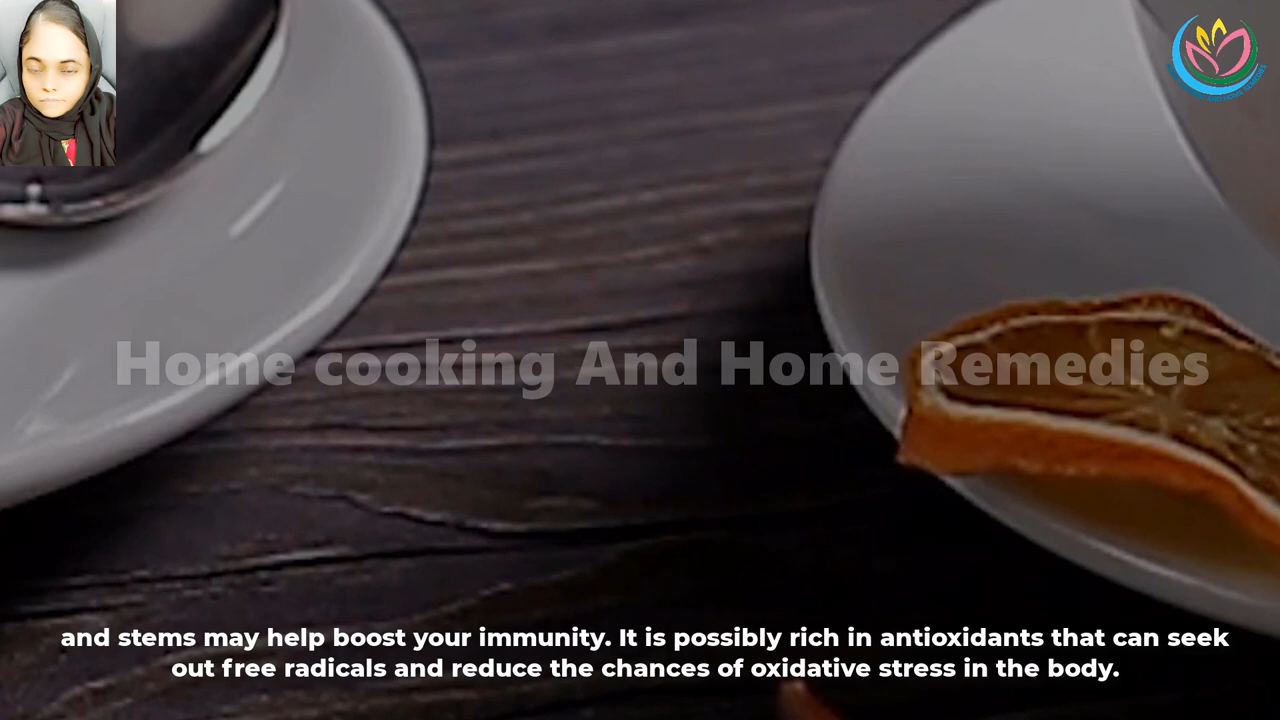 Home cooking And Home Remedies
and stems may help boost your immunity. It is possibly rich in antioxidants that can seek
out free radicals and reduce the chances of oxidative stress in the body.